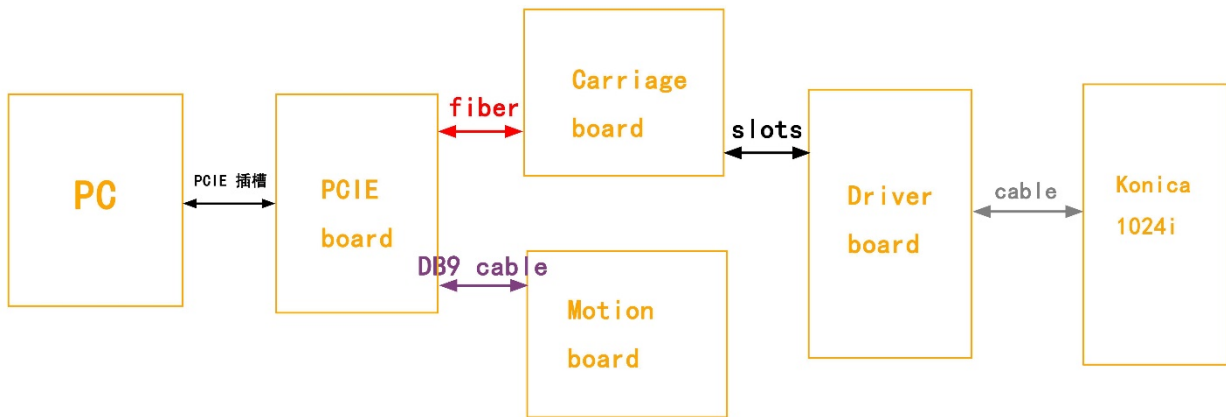 PC
PCIE 插槽
PCIE
board
fiber
DB9 cable
Carriage
board
Motion
board
slots
Driver
board
cable
Konica
1024i